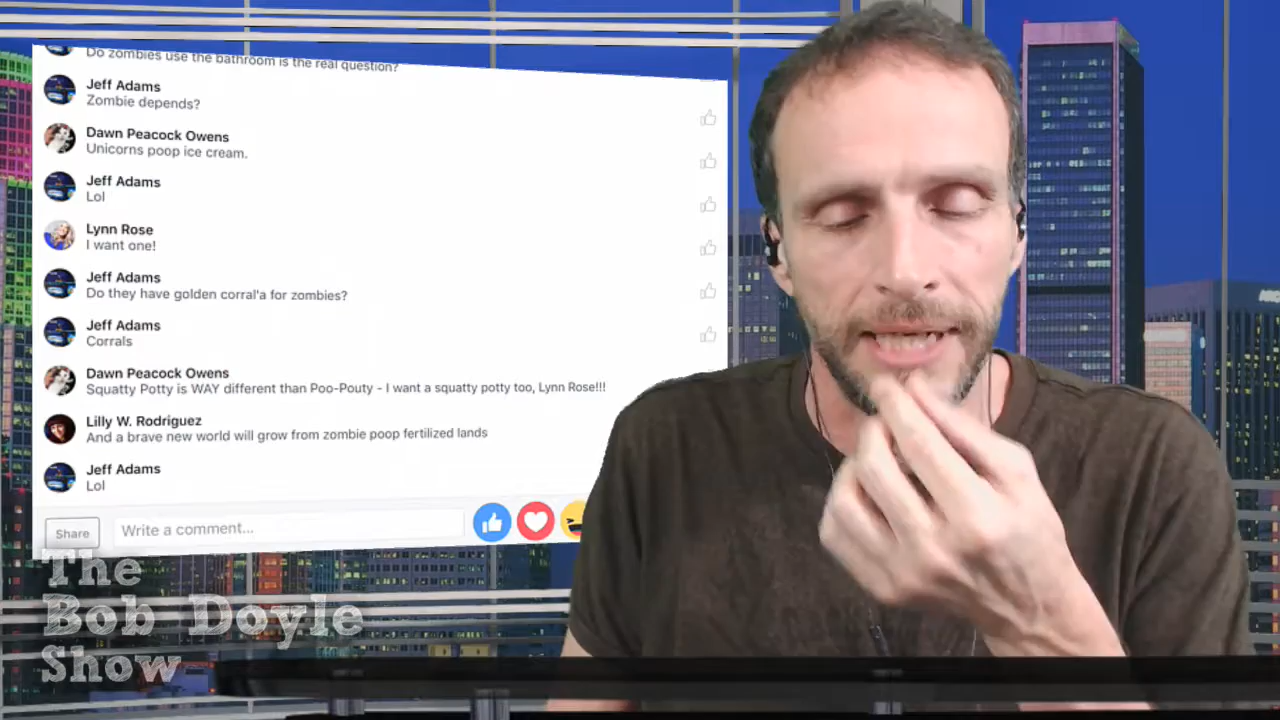 Do zombies use the bathroom is the real question?
Jeff Adams
Zombie depends?
Dawn Peacock Owens
Unicorns poop ice cream.
Jeff Adams
Lol
Lynn Rose
I want one!
Jeff Adams
Do they have golden corral'a for zombies?
Jeff Adams
Corrals
Dawn Peacock Owens
Squatty Potty is WAY different than Poo-Pouty - I want a squatty potty too, Lynn Rose!!!
Lilly W. Rodriguez
And a brave new world will grow from zombie poop fertilized lands
Jeff Adams
Lol
Share
Write a comment...
The
Bob Doyle
Show